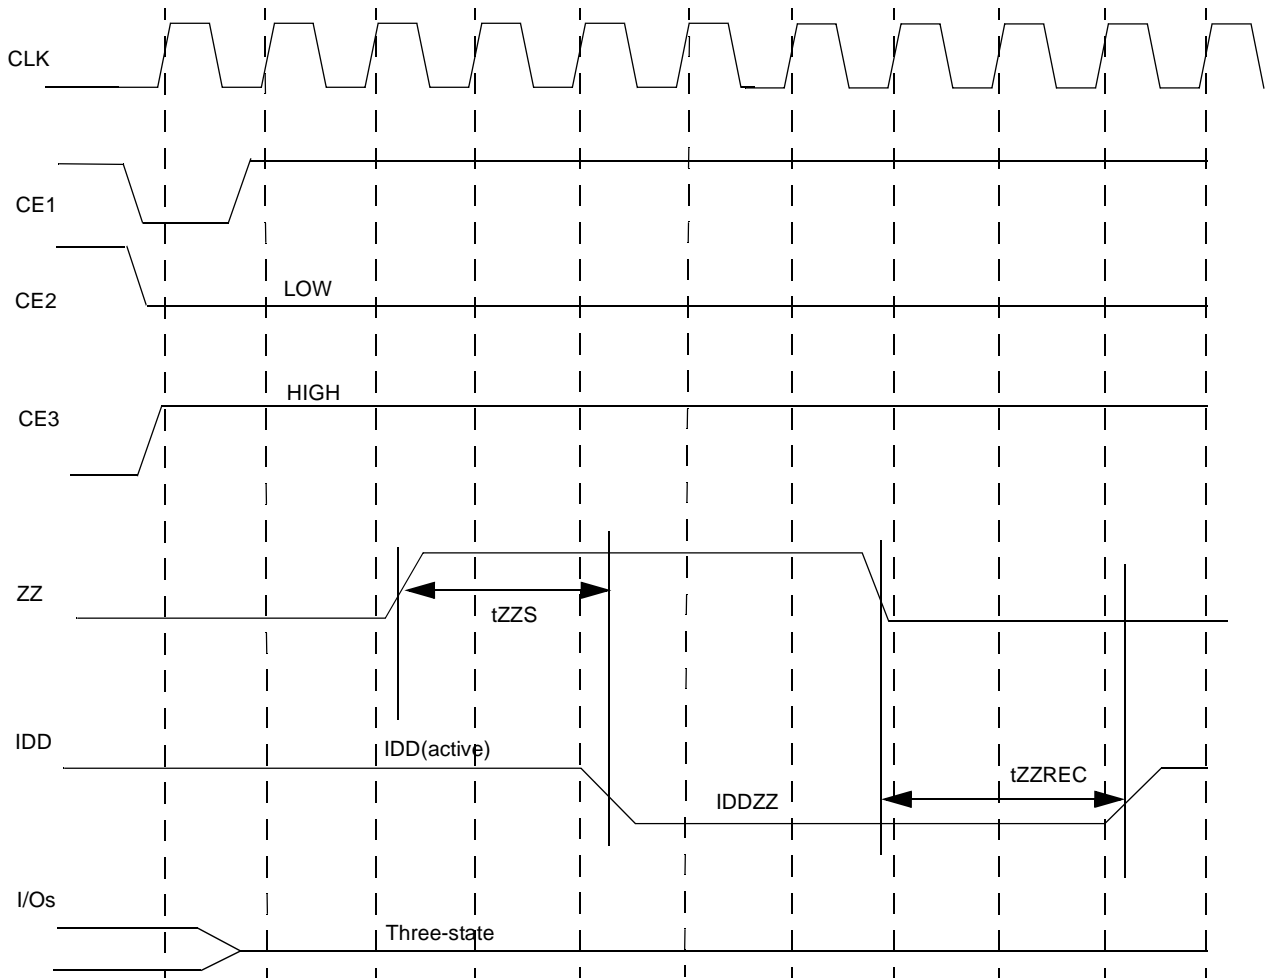 CLK
CE1
CE2
LOW
CE3
HIGH
ZZ
tZZS
IDD
IDD(active)
IDDZZ
tZZREC
I/Os
Three-state